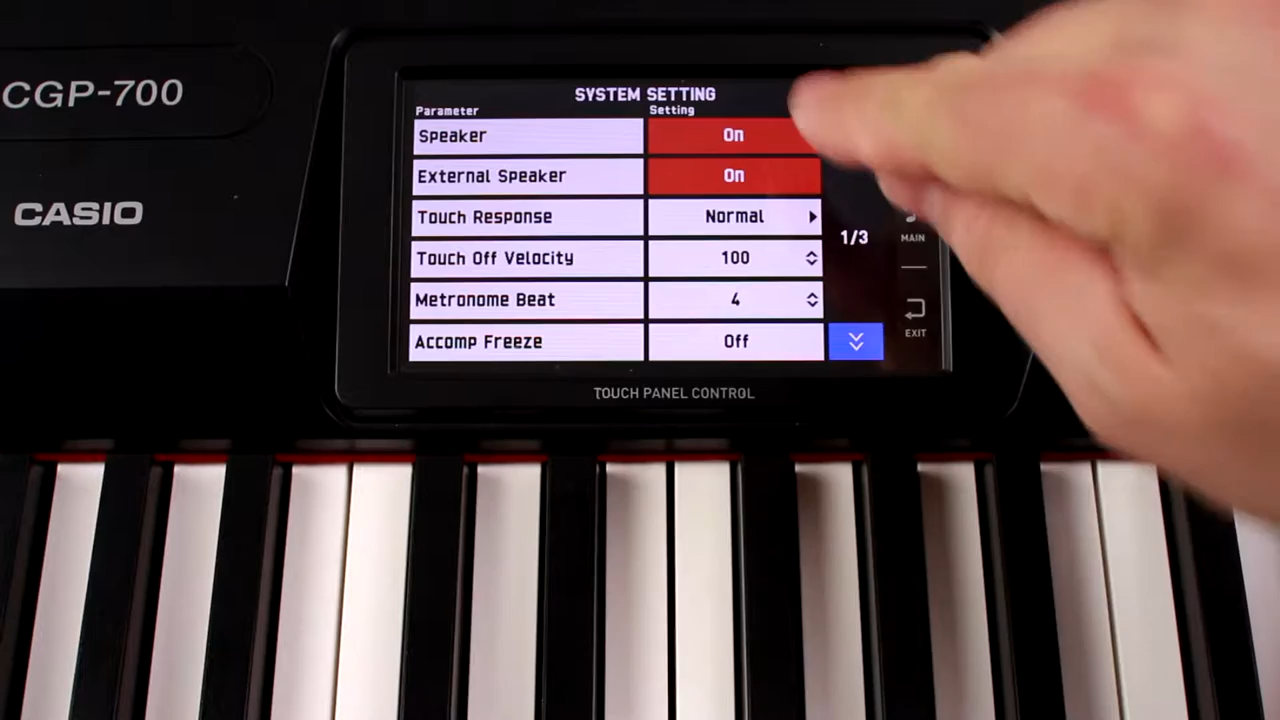 CGP-700
CASIO
SYSTEM SETTING
Parameter Setting
Speaker On
External Speaker On
Touch Response Normal
Touch Off Velocity 100
Metronome Beat 4
Accomp Freeze Off
1/3
MAIN
EXIT
TOUCH PANEL CONTROL